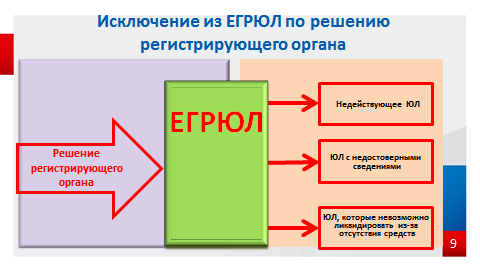 Исключение из ЕГРЮЛ по решению
регистрирующего органа
ЕГРЮЛ
Решение
регистрирующего
органа
Недействующее ЮЛ
ЮЛ с недостоверными
сведениями
ЮЛ, которые невозможно
ликвидировать из-за
отсутствия средств
9